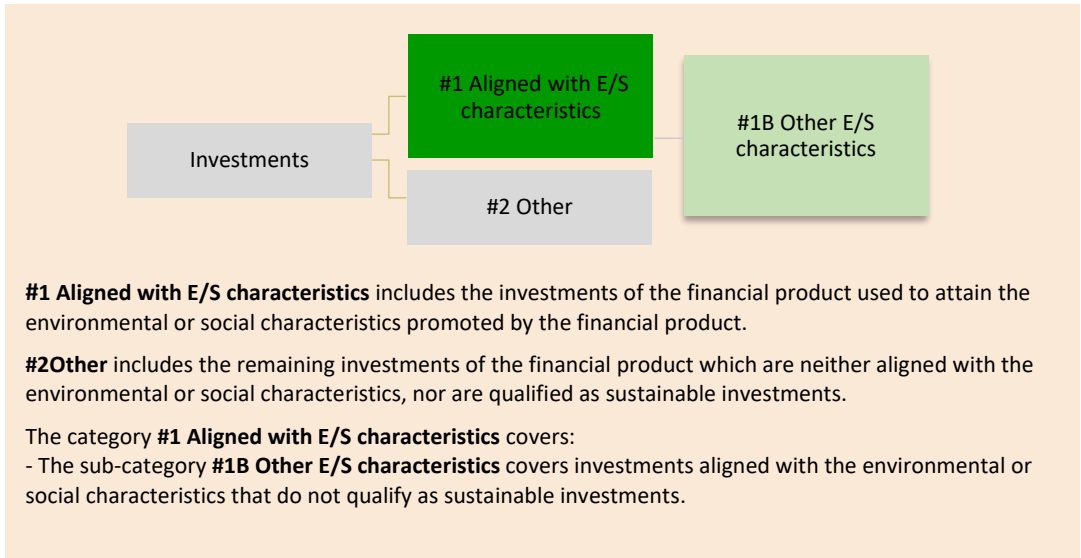 #1 Aligned with E/S
characteristics
#1B Other E/S
characteristics
Investments
#2 Other
#1 Aligned with E/S characteristics includes the investments of the financial product used to attain the
environmental or social characteristics promoted by the financial product.
#2Other includes the remaining investments of the financial product which are neither aligned with the
environmental or social characteristics, nor are qualified as sustainable investments.
The category #1 Aligned with E/S characteristics covers:
- The sub-category #1B Other E/S characteristics covers investments aligned with the environmental or
social characteristics that do not qualify as sustainable investments.